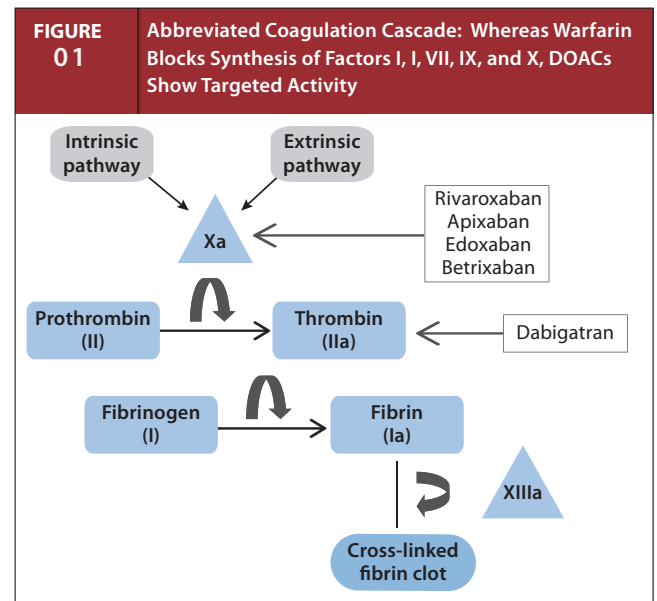 FIGURE
01
Abbreviated Coagulation Cascade: Whereas Warfarin
Blocks Synthesis of Factors I, I, VII, IX, and X, DOACs
Show Targeted Activity
Intrinsic
pathway
Extrinsic
pathway
Xa
Rivaroxaban
Apixaban
Edoxaban
Betrixaban
Prothrombin
(II)
Thrombin
(IIa)
Dabigatran
Fibrinogen
(I)
Fibrin
(Ia)
XIIIa
Cross-linked
fibrin clot